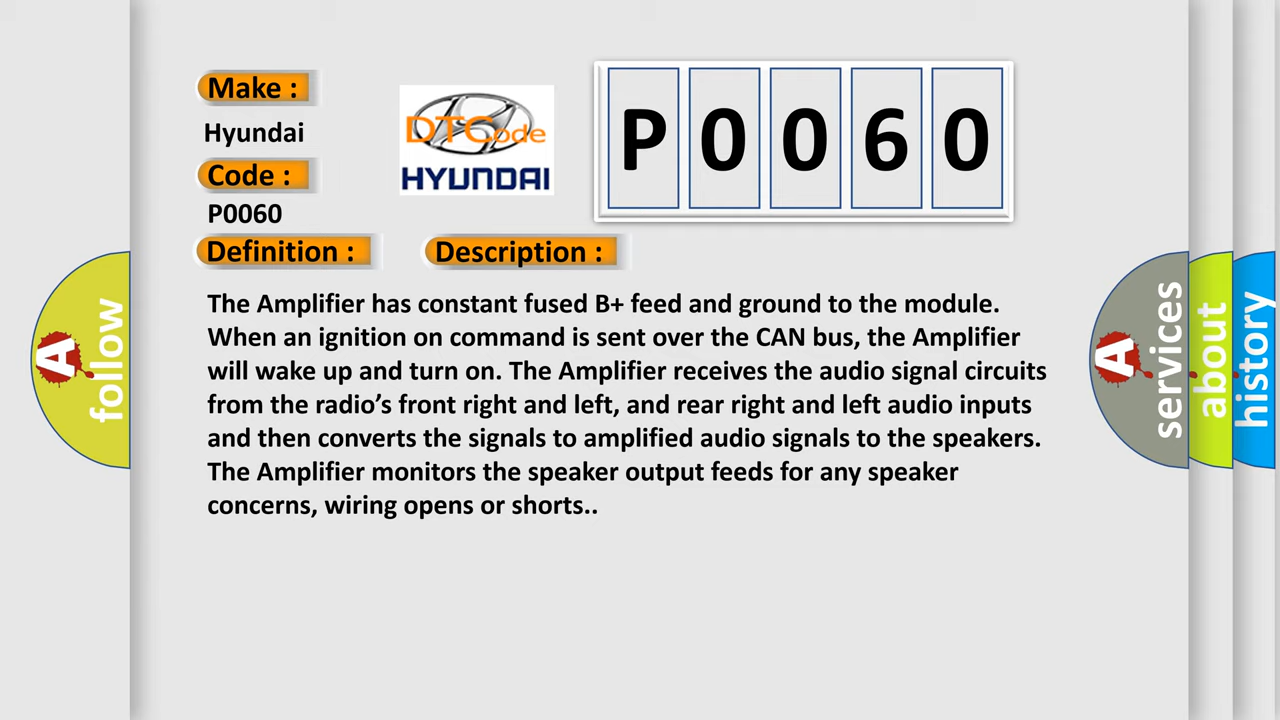 Make :
Hyundai
Code :
P0060
Definition :
Description :
DTCode
HYUNDAI
P0060
The Amplifier has constant fused B+ feed and ground to the module.
When an ignition on command is sent over the CAN bus, the Amplifier
will wake up and turn on. The Amplifier receives the audio signal circuits
from the radio’s front right and left, and rear right and left audio inputs
and then converts the signals to amplified audio signals to the speakers.
The Amplifier monitors the speaker output feeds for any speaker
concerns, wiring opens or shorts..
A
follow
A
services
about
history